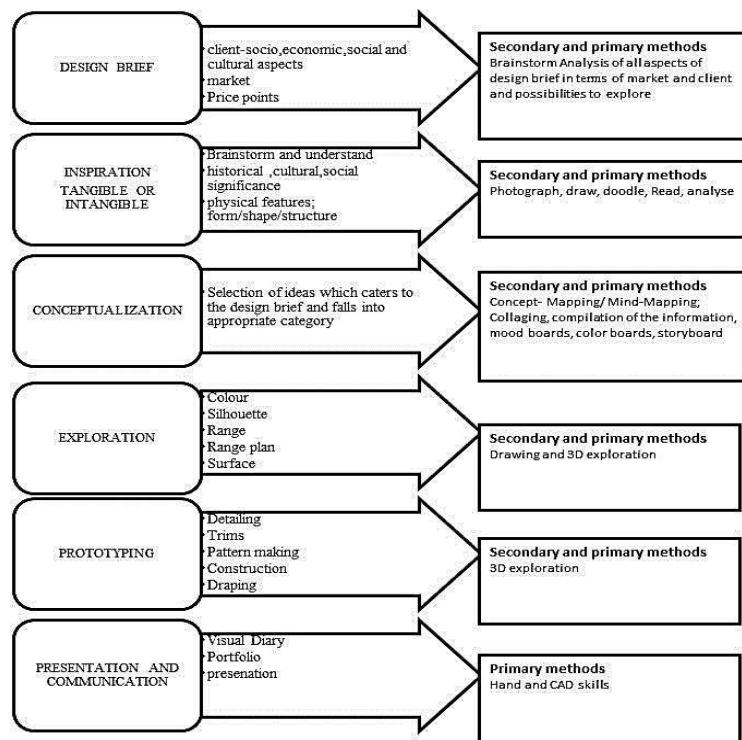 DESIGN BRIEF
· client-socio,economic,social and
cultural aspects
· market
· Price points
Secondary and primary methods
Brainstorm Analysis of all aspects of
design brief in terms of market and client
and possibilities to explore
INSPIRATION
TANGIBLE OR
INTANGIBLE
· Brainstorm and understand
· historical ,cultural,social
significance
· physical features;
form/shape/structure
Secondary and primary methods
Photograph, draw, doodle, Read, analyse
CONCEPTUALIZATION
· Selection of ideas which caters to
the design brief and falls into
appropriate category
Secondary and primary methods
Concept- Mapping/ Mind-Mapping;
Collaging, compilation of the information,
mood boards, color boards, storyboard
EXPLORATION
· Colour
· Silhouette
· Range
· Range plan
· Surface
Secondary and primary methods
Drawing and 3D exploration
PROTOTYPING
· Detailing
· Trims
· Pattern making
· Construction
· Draping
Secondary and primary methods
3D exploration
PRESENTATION AND
COMMUNICATION
· Visual Diary
· Portfolio
· presenation
Primary methods
Hand and CAD skills